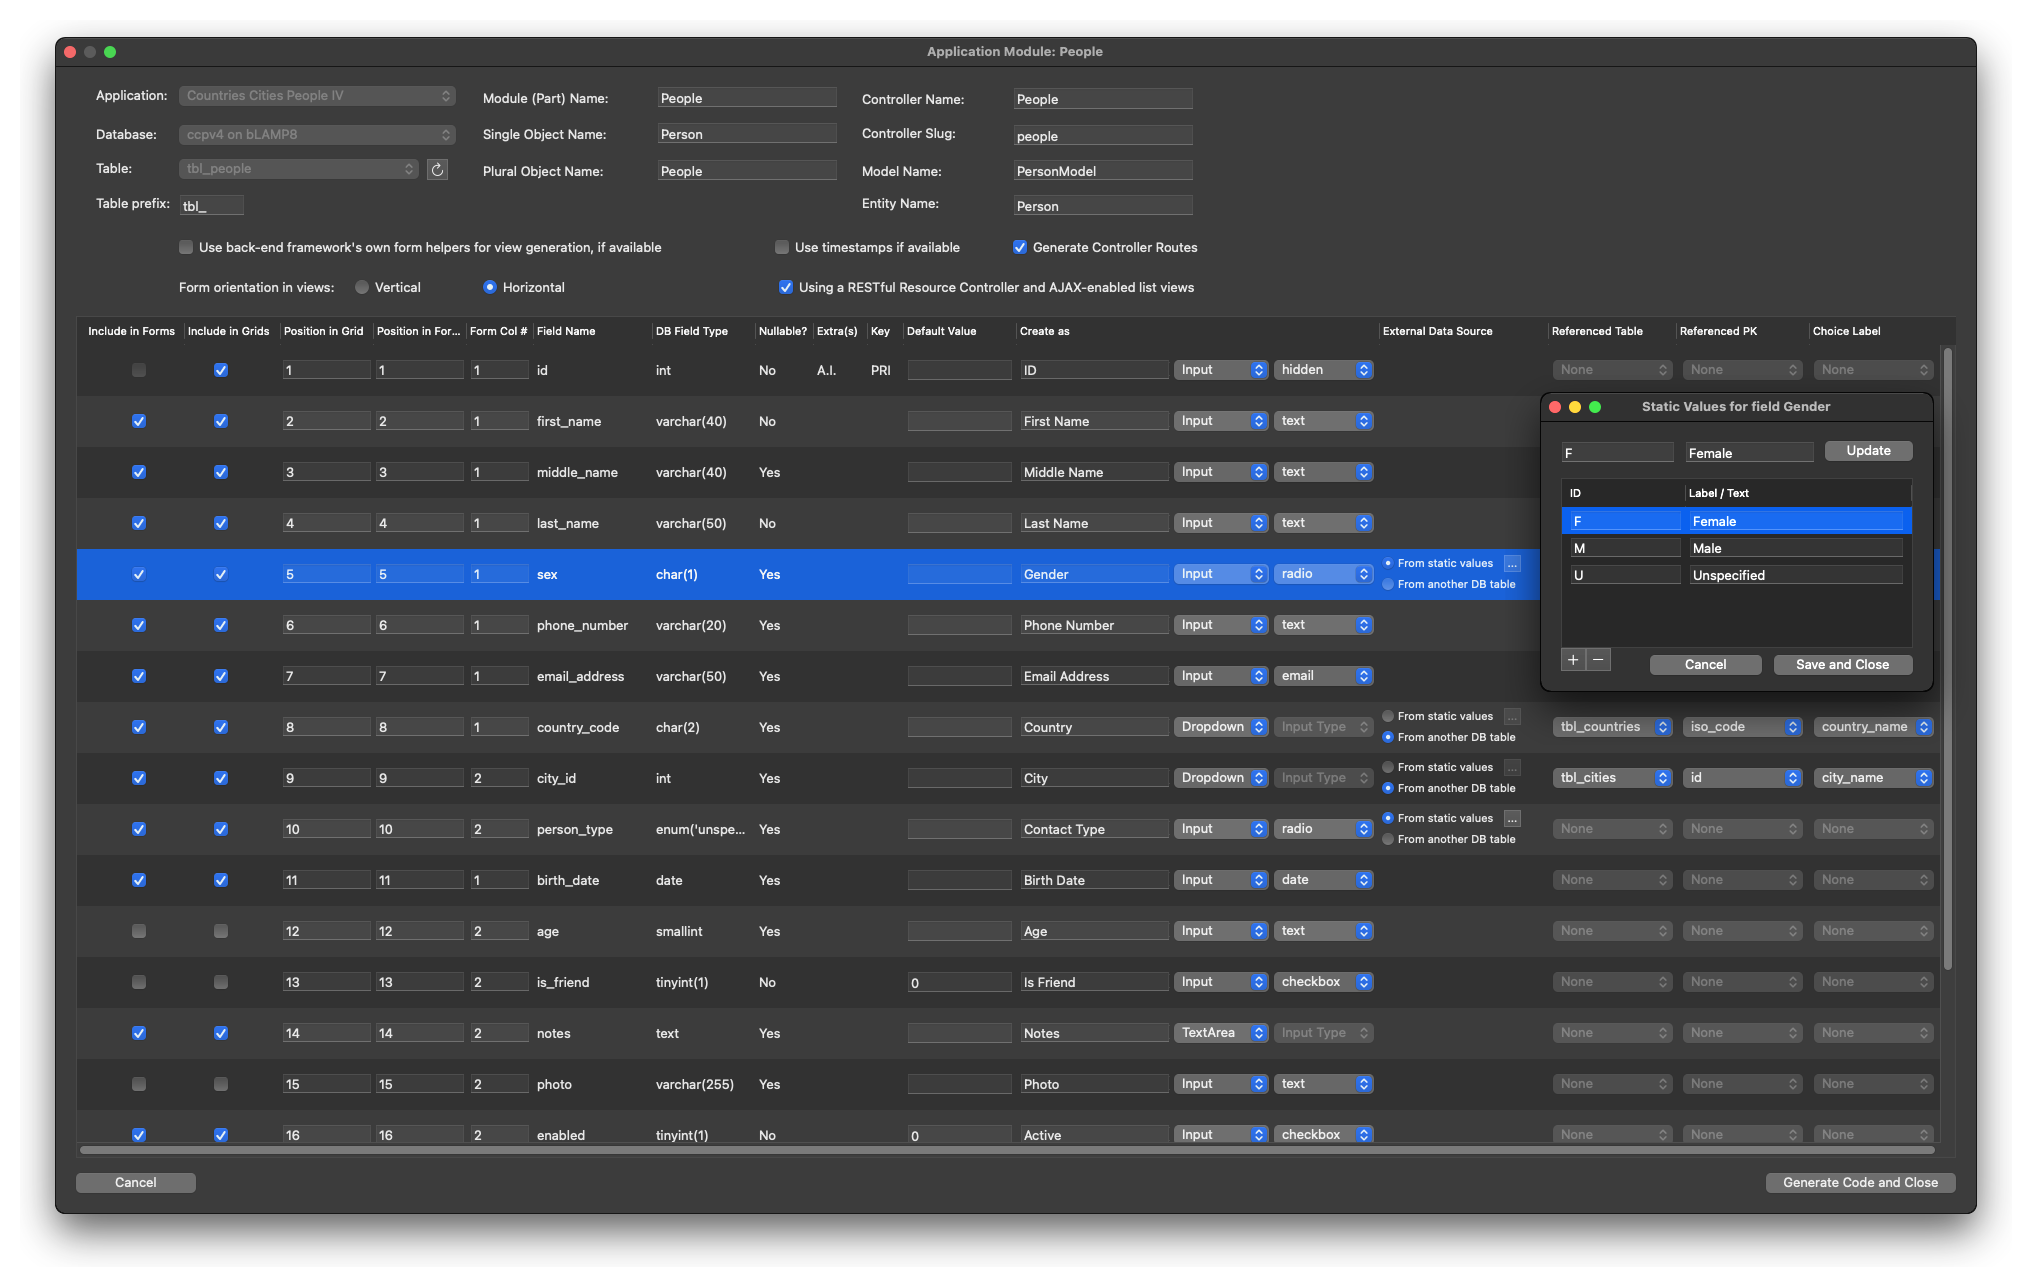 Application Module: People
Application: Countries Cities People IV Module (Part) Name: People Controller Name: People
Database: ccpv4 on bLAMP8 Single Object Name: Person Controller Slug: people
Table: tbl_people Plural Object Name: People Model Name: PersonModel
Table prefix: tbl_ Entity Name: Person
Use back-end framework's own form helpers for view generation, if available Use timestamps if available Generate Controller Routes
Form orientation in views: Vertical Horizontal Using a RESTful Resource Controller and AJAX-enabled list views
Include in Forms Include in Grids Position in Grid Position in For... Form Col # Field Name DB Field Type Nullable? Extra(s) Key Default Value Create as External Data Source Referenced Table Referenced PK Choice Label
1 1 1 id int No A.I. PRI ID Input hidden None None None
2 2 1 first_name varchar(40) No First Name Input text
3 3 1 middle_name varchar(40) Yes Middle Name Input text
4 4 1 last_name varchar(50) No Last Name Input text
5 5 1 sex char(1) Yes Gender Input radio From static values ...
From another DB table
6 6 1 phone_number varchar(20) Yes Phone Number Input text
7 7 1 email_address varchar(50) Yes Email Address Input email
8 8 1 country_code char(2) Yes Country Dropdown Input Type From static values ... tbl_countries iso_code country_name
From another DB table
9 9 2 city_id int Yes City Dropdown Input Type From static values ... tbl_cities id city_name
From another DB table
10 10 2 person_type enum('unspe... Yes Contact Type Input radio From static values ... None None None
From another DB table
11 11 1 birth_date date Yes Birth Date Input date None None None
12 12 2 age smallint Yes Age Input text None None None
13 13 2 is_friend tinyint(1) No 0 Is Friend Input checkbox None None None
14 14 2 notes text Yes Notes TextArea Input Type None None None
15 15 2 photo varchar(255) Yes Photo Input text None None None
16 16 2 enabled tinyint(1) No 0 Active Input checkbox None None None
Cancel Generate Code and Close
Static Values for field Gender
F Female Update
ID Label / Text
F Female
M Male
U Unspecified
+ − Cancel Save and Close